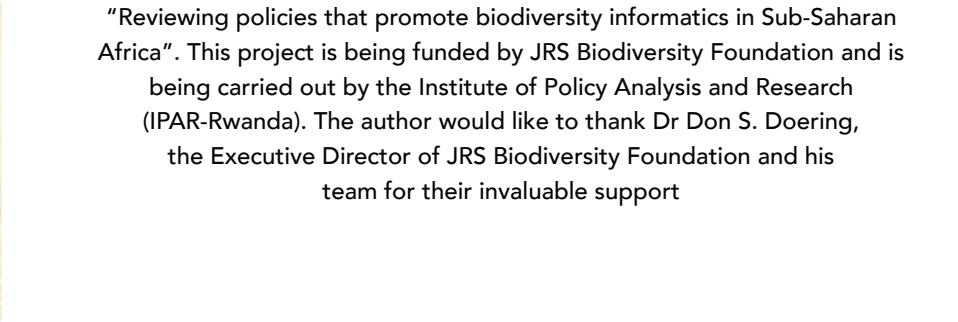 “Reviewing policies that promote biodiversity informatics in Sub-Saharan
Africa”. This project is being funded by JRS Biodiversity Foundation and is
being carried out by the Institute of Policy Analysis and Research
(IPAR-Rwanda). The author would like to thank Dr Don S. Doering,
the Executive Director of JRS Biodiversity Foundation and his
team for their invaluable support